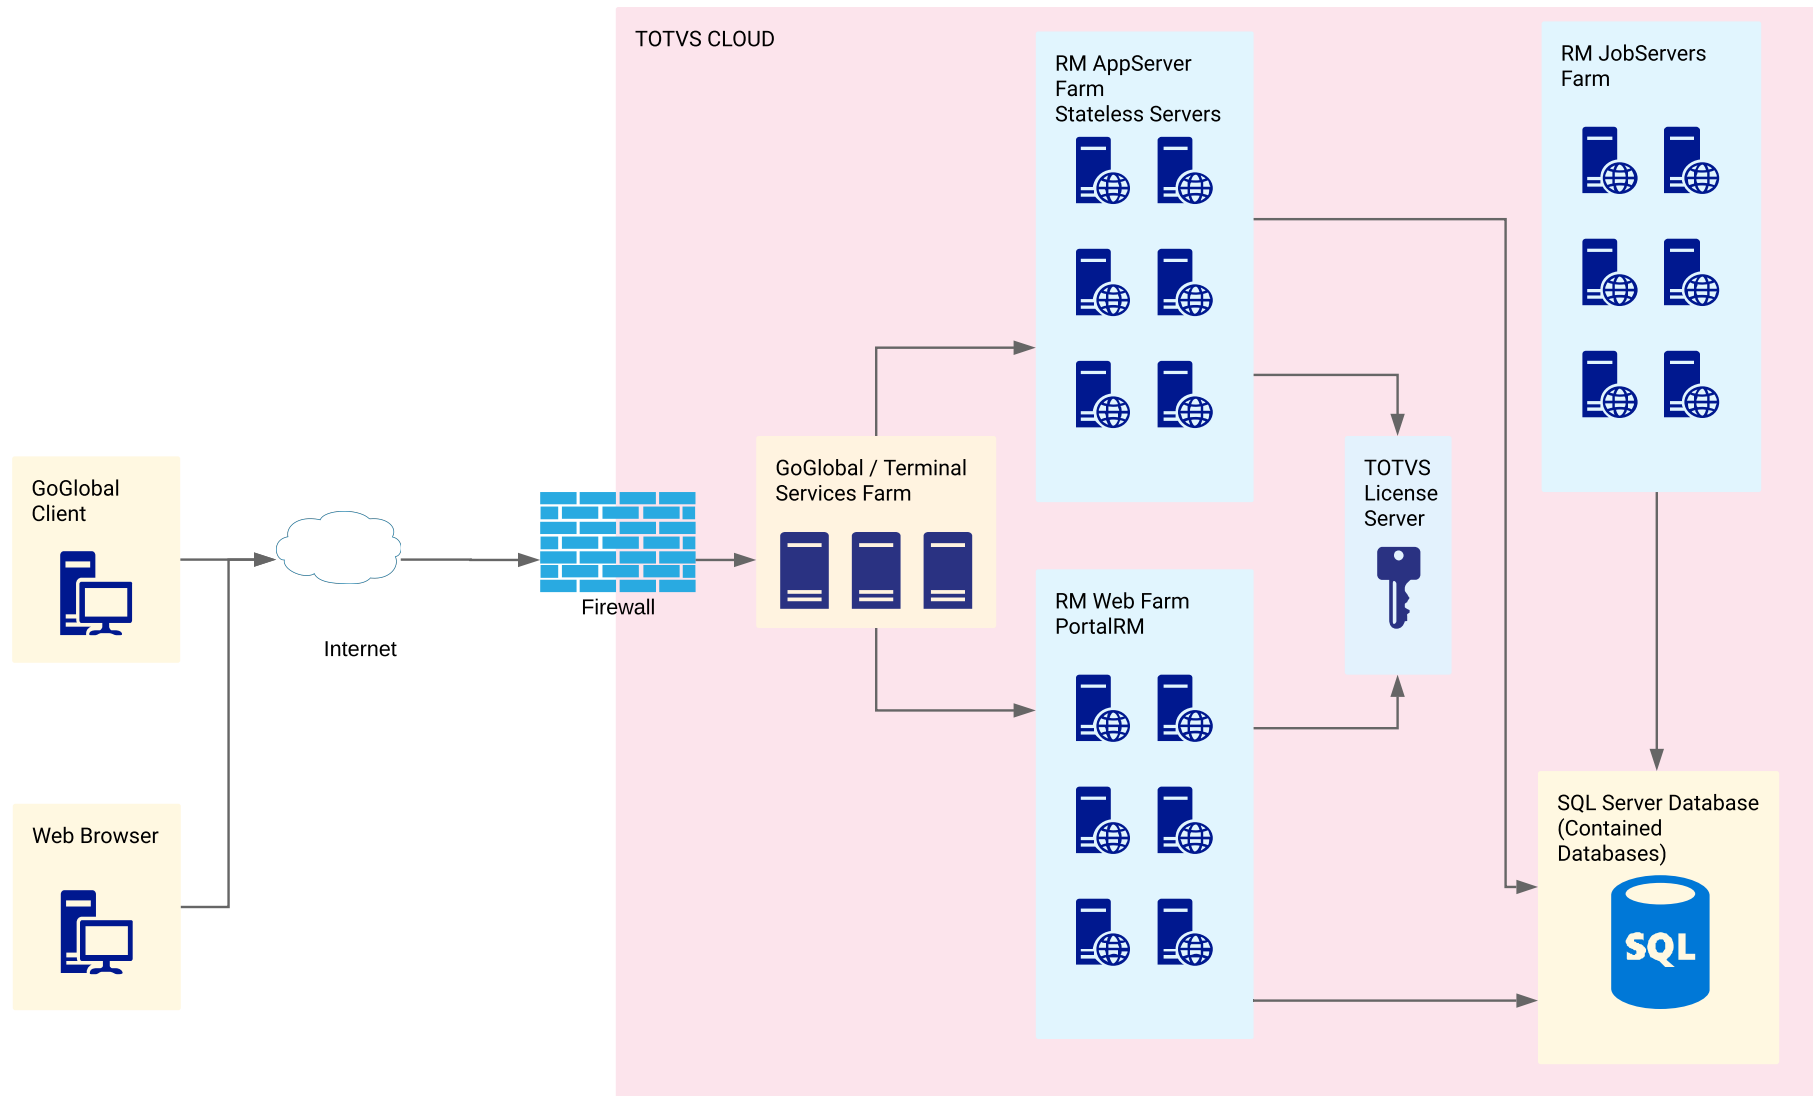 TOTVS CLOUD
RM AppServer
Farm
Stateless Servers
RM JobServers
Farm
GoGlobal
Client
Internet
Firewall
GoGlobal / Terminal
Services Farm
TOTVS
License
Server
RM Web Farm
PortalRM
Web Browser
SQL Server Database
(Contained
Databases)
SQL